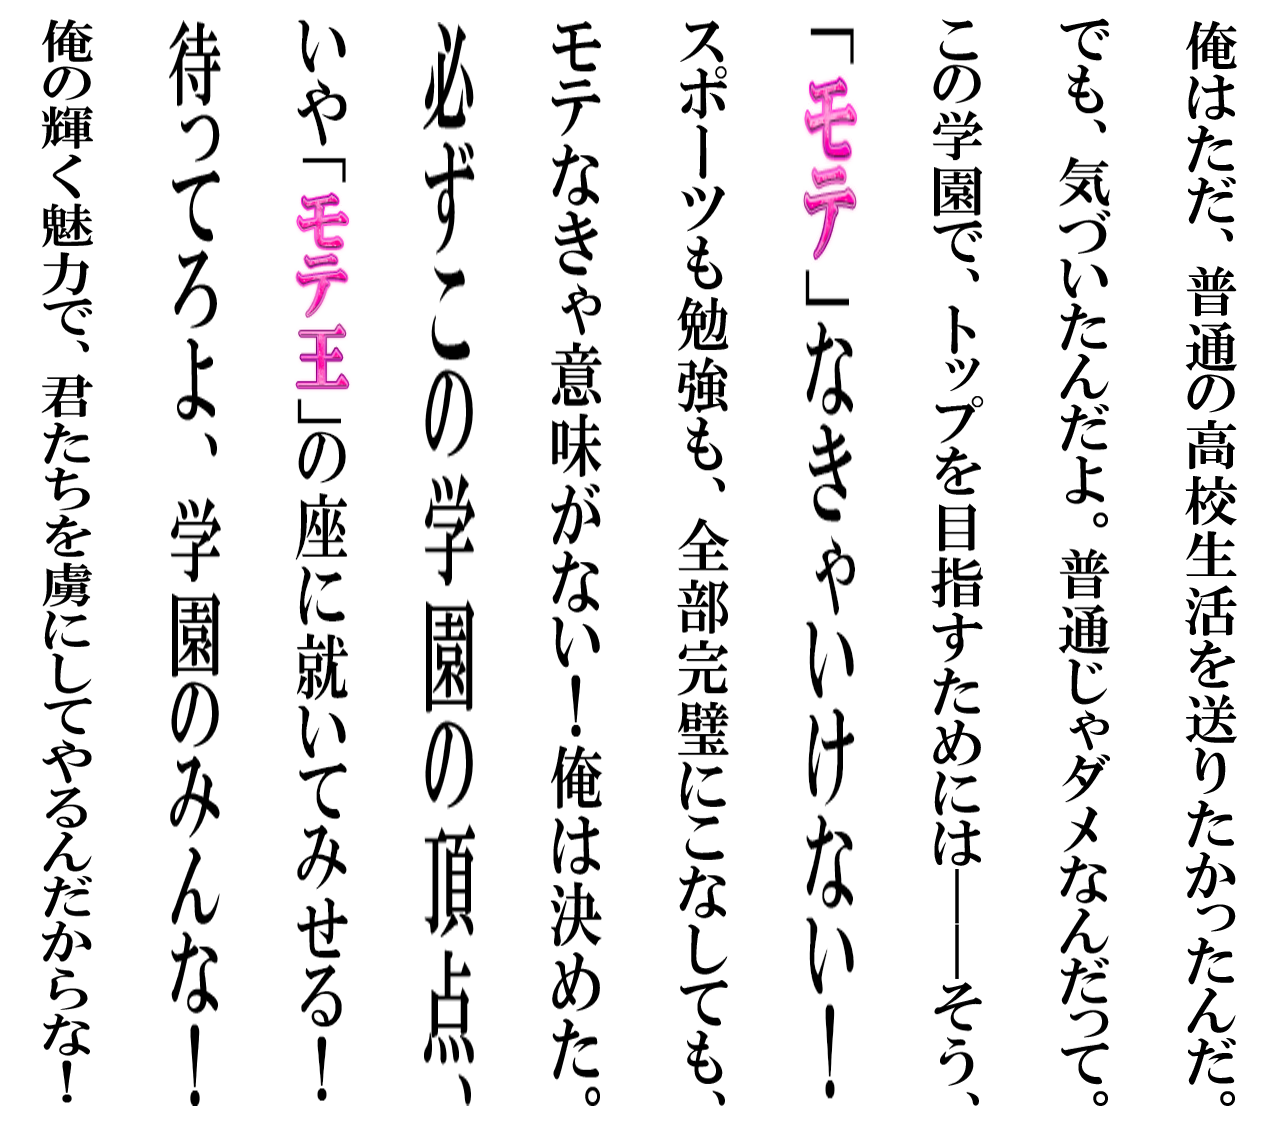 俺はただ、普通の高校生活を送りたかったんだ。
でも、気づいたんだよ。普通じゃダメなんだって。
この学園で、トップを目指すためには――そう、
「モテ」なきゃいけない！
スポーツも勉強も、全部完璧にこなしても、
モテなきゃ意味がない！俺は決めた。
必ずこの学園の頂点、
いや「モテ王」の座に就いてみせる！
待ってろよ、学園のみんな！
俺の輝く魅力で、君たちを虜にしてやるんだからな！